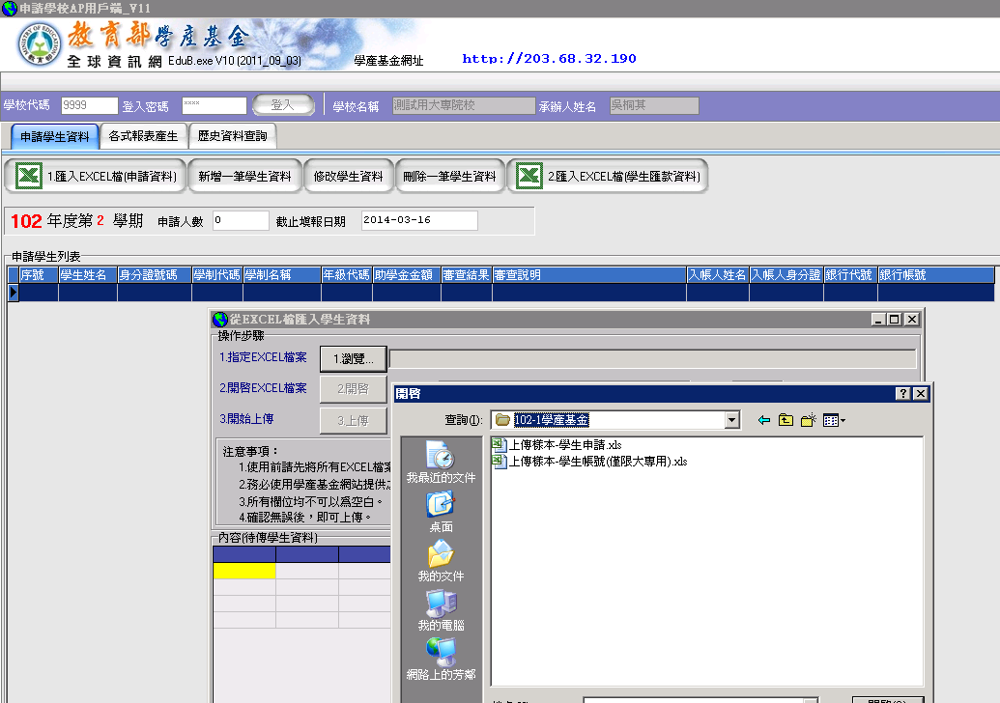 申請學校AP用戶端_V11
MINISTRY OF EDUCATION
教育部學產基金
全球資訊網 EduB.exe V10 (2011_09_03) 學產基金網址 http://203.68.32.190
學校代碼 9999 登入密碼 **** 登入 學校名稱 測試用大專院校 承辦人姓名 吳桐其
申請學生資料 各式報表產生 歷史資料查詢
1.匯入EXCEL檔(申請資料) 新增一筆學生資料 修改學生資料 刪除一筆學生資料 2.匯入EXCEL檔(學生匯款資料)
102 年度第 2 學期 申請人數 0 截止填報日期 2014-03-16
申請學生列表
序號 學生姓名 身分證號碼 學制代碼 學制名稱 年級代碼 助學金金額 審查結果 審查說明 入帳人姓名 入帳人身分證 銀行代號 銀行帳號
從EXCEL檔匯入學生資料
操作步驟
1.指定EXCEL檔案 1.瀏覽...
2.開啓EXCEL檔案 2.開啓
3.開始上傳 3.上傳
注意事項：
1.使用前請先將所有EXCEL檔案
2.務必使用學產基金網站提供
3.所有欄位均不可以爲空白。
4.確認無誤後，即可上傳。
內容(待傳學生資料)
開啓
查詢(I): 102-1學產基金
上傳樣本-學生申請.xls
上傳樣本-學生帳號(僅限大專用).xls
我最近的文件
桌面
我的文件
我的電腦
網路上的芳鄰